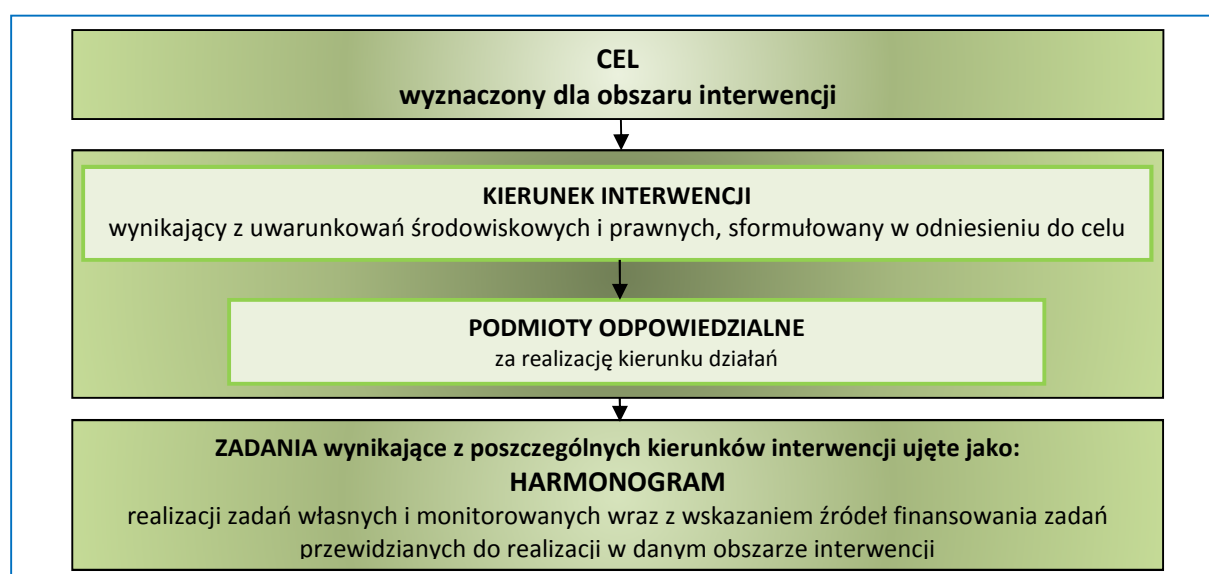 CEL
wyznaczony dla obszaru interwencji
KIERUNEK INTERWENCJI
wynikający z uwarunkowań środowiskowych i prawnych, sformułowany w odniesieniu do celu
PODMIOTY ODPOWIEDZIALNE
za realizację kierunku działań
ZADANIA wynikające z poszczególnych kierunków interwencji ujęte jako:
HARMONOGRAM
realizacji zadań własnych i monitorowanych wraz z wskazaniem źródeł finansowania zadań
przewidzianych do realizacji w danym obszarze interwencji